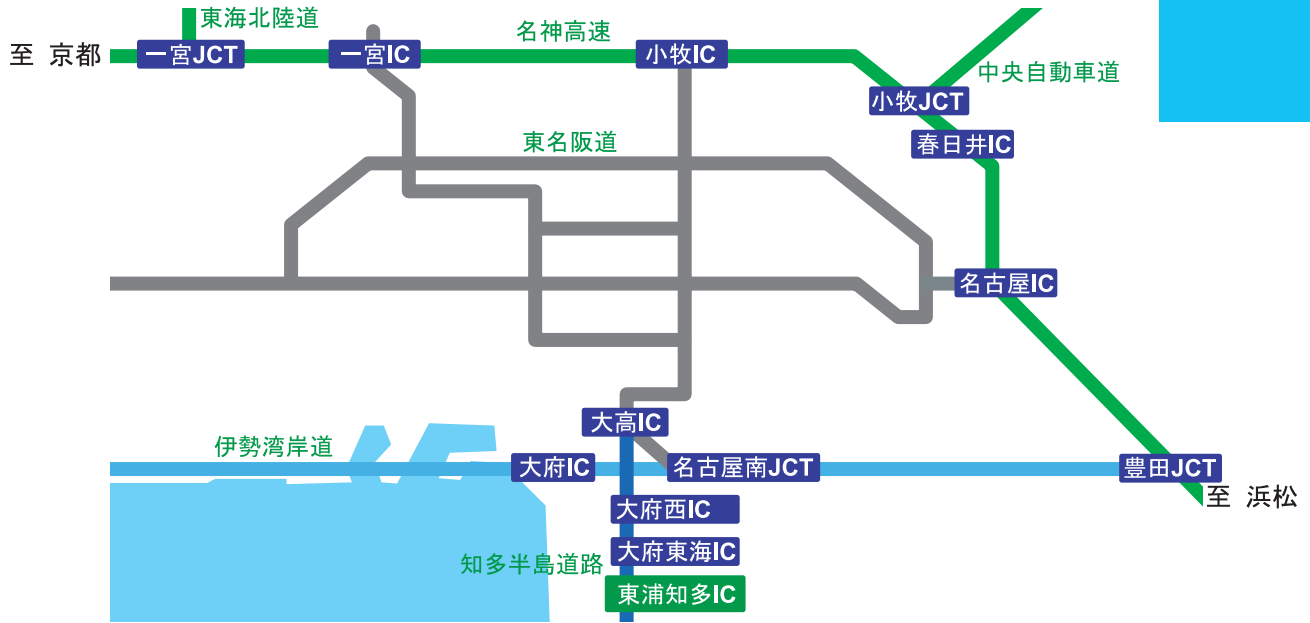 東海北陸道
名神高速
至 京都
一宮JCT
一宮IC
小牧IC
中央自動車道
小牧JCT
春日井IC
東名阪道
名古屋IC
大高IC
伊勢湾岸道
大府IC
名古屋南JCT
豊田JCT
至 浜松
大府西IC
大府東海IC
知多半島道路
東浦知多IC